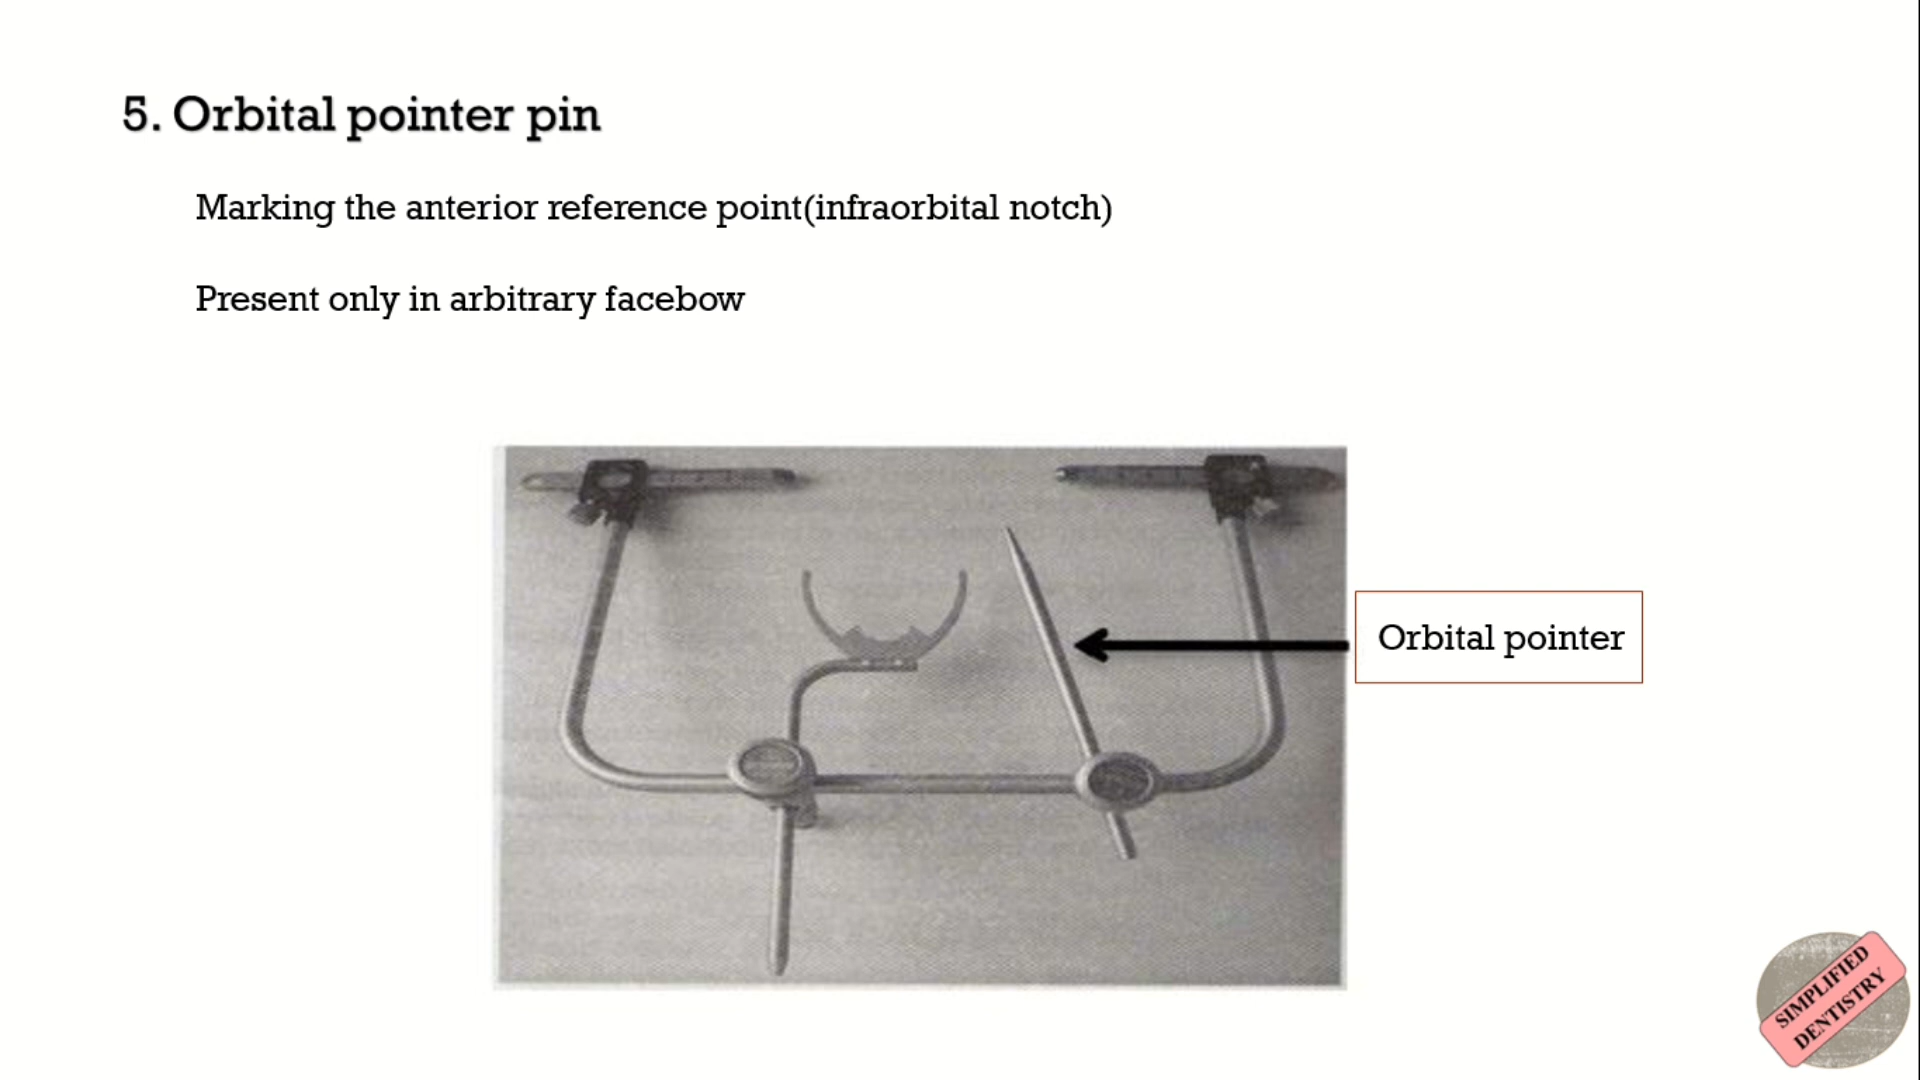 5. Orbital pointer pin
Marking the anterior reference point(infraorbital notch)
Present only in arbitrary facebow
Orbital pointer
SIMPLIFIED
DENTISTRY